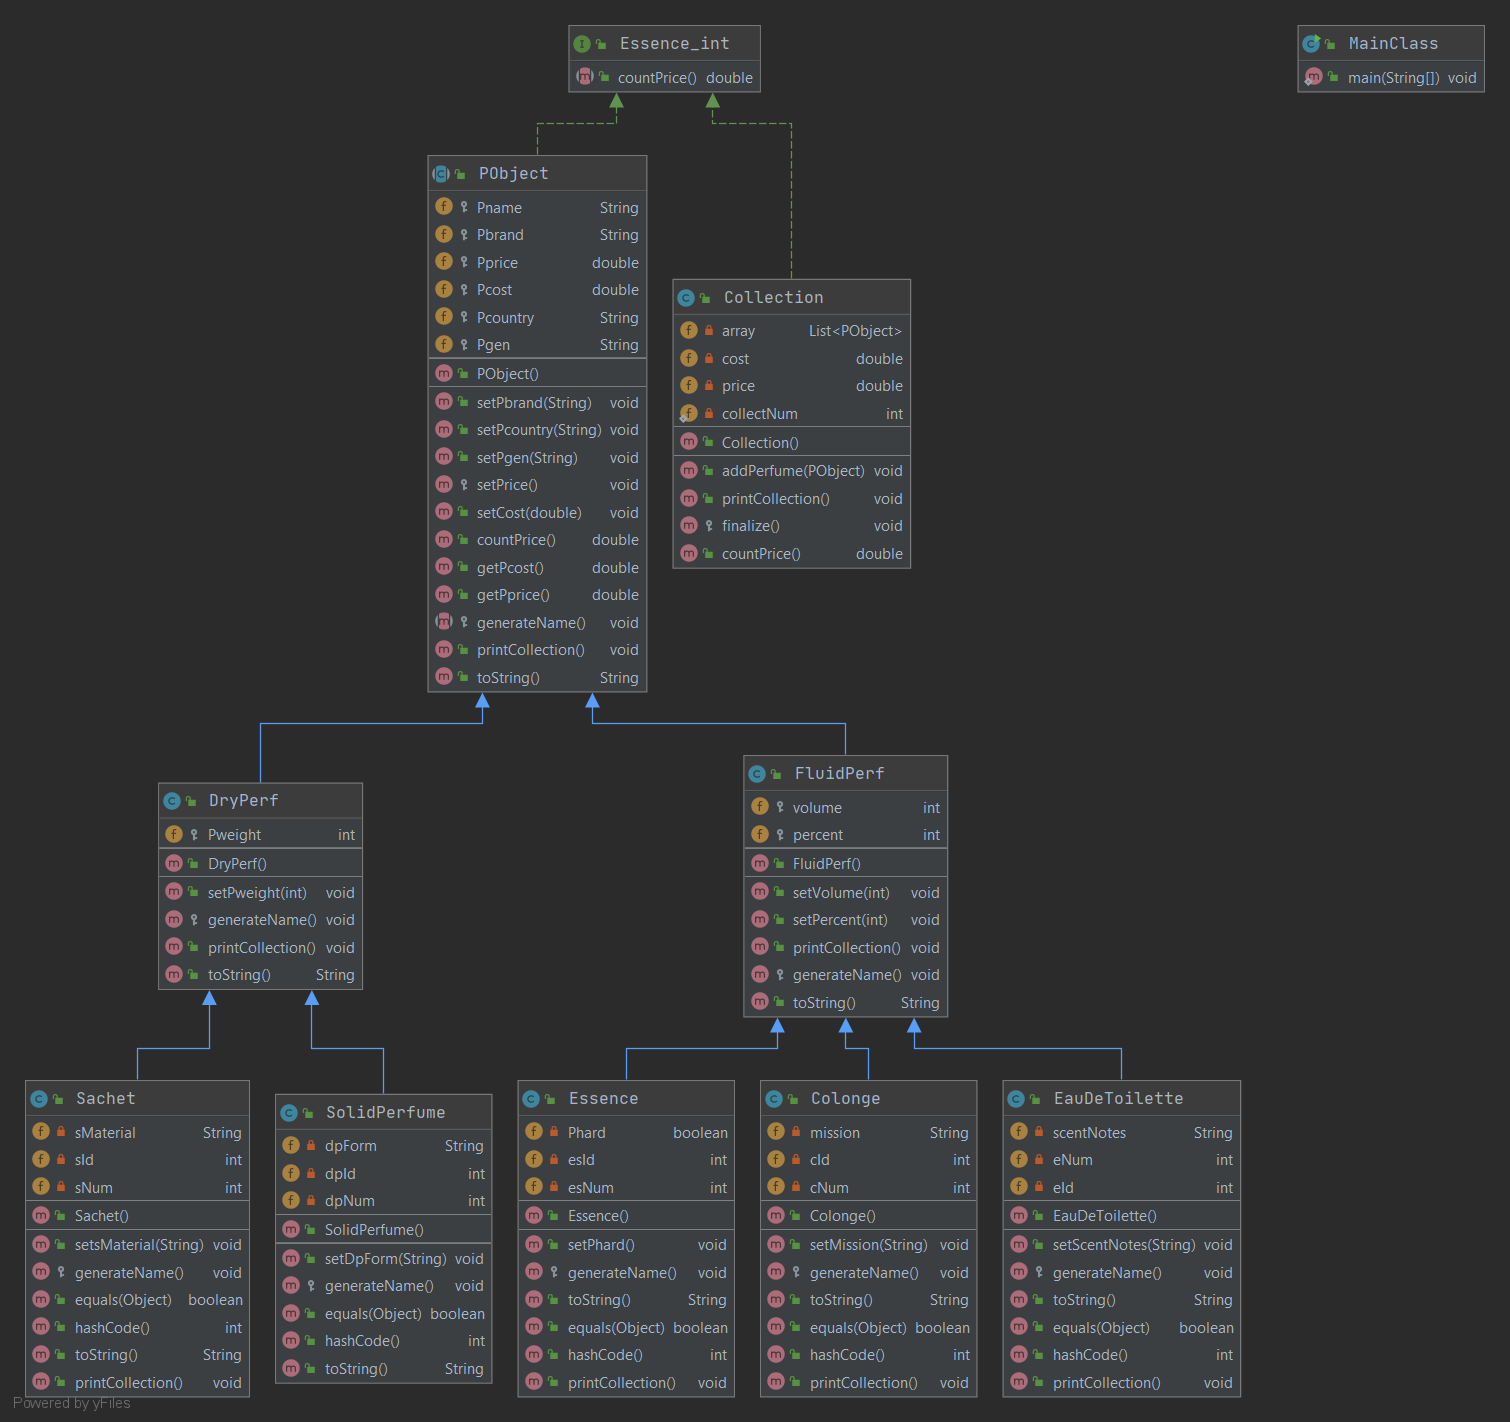 Essence_int
countPrice() double
MainClass
main(String[]) void
PObject
Pname String
Pbrand String
Pprice double
Pcost double
Pcountry String
Pgen String
PObject()
setPbrand(String) void
setPcountry(String) void
setPgen(String) void
setPrice() void
setCost(double) void
countPrice() double
getPcost() double
getPprice() double
generateName() void
printCollection() void
toString() String
Collection
array List<PObject>
cost double
price double
collectNum int
Collection()
addPerfume(PObject) void
printCollection() void
finalize() void
countPrice() double
DryPerf
Pweight int
DryPerf()
setPweight(int) void
generateName() void
printCollection() void
toString() String
FluidPerf
volume int
percent int
FluidPerf()
setVolume(int) void
setPercent(int) void
printCollection() void
generateName() void
toString() String
Sachet
sMaterial String
sId int
sNum int
Sachet()
setsMaterial(String) void
generateName() void
equals(Object) boolean
hashCode() int
toString() String
printCollection() void
SolidPerfume
dpForm String
dpId int
dpNum int
SolidPerfume()
setDpForm(String) void
generateName() void
equals(Object) boolean
hashCode() int
toString() String
Essence
Phard boolean
esId int
esNum int
Essence()
setPhard() void
generateName() void
toString() String
equals(Object) boolean
hashCode() int
printCollection() void
Colonge
mission String
cId int
cNum int
Colonge()
setMission(String) void
generateName() void
toString() String
equals(Object) boolean
hashCode() int
printCollection() void
EauDeToilette
scentNotes String
eNum int
eId int
EauDeToilette()
setScentNotes(String) void
generateName() void
toString() String
equals(Object) boolean
hashCode() int
printCollection() void
Powered by yFiles